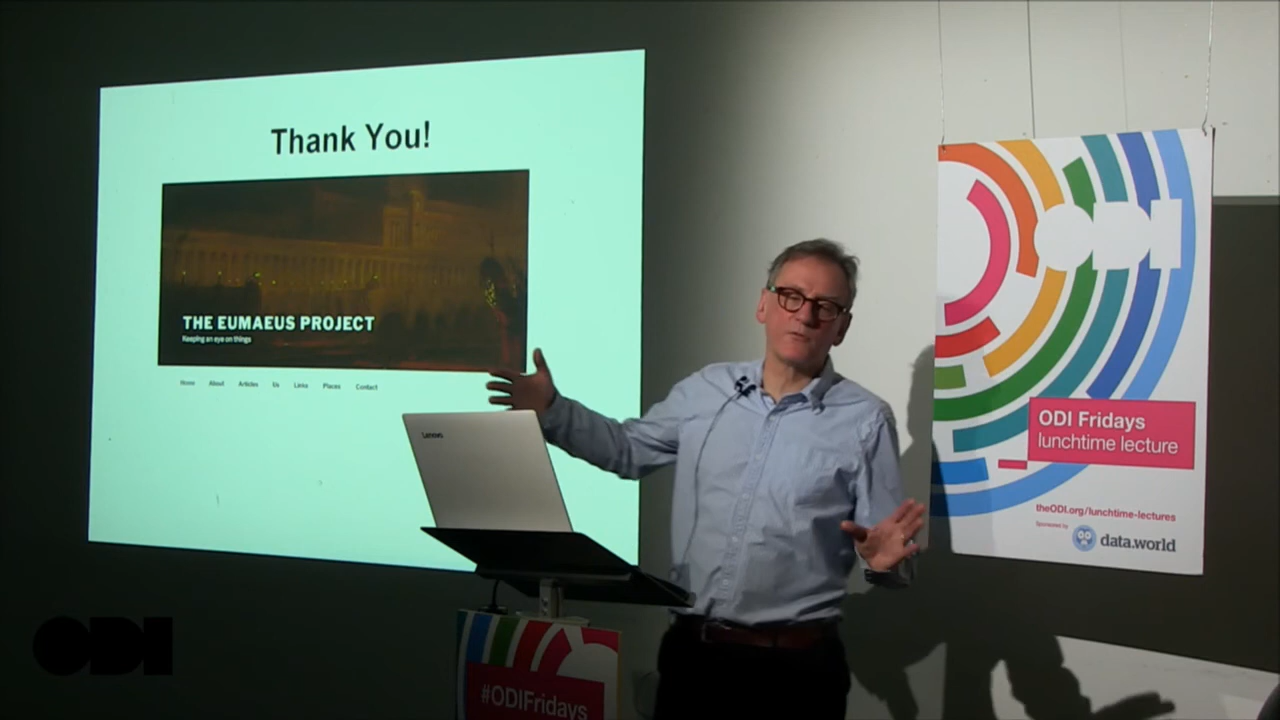 Thank You!
THE EUMAEUS PROJECT
Keeping an eye on things
Home About Articles Us Links Places Contact
Lenovo
ODI Fridays
lunchtime lecture
theODI.org/lunchtime-lectures
Sponsored by
data.world
#ODIFridays
ODI